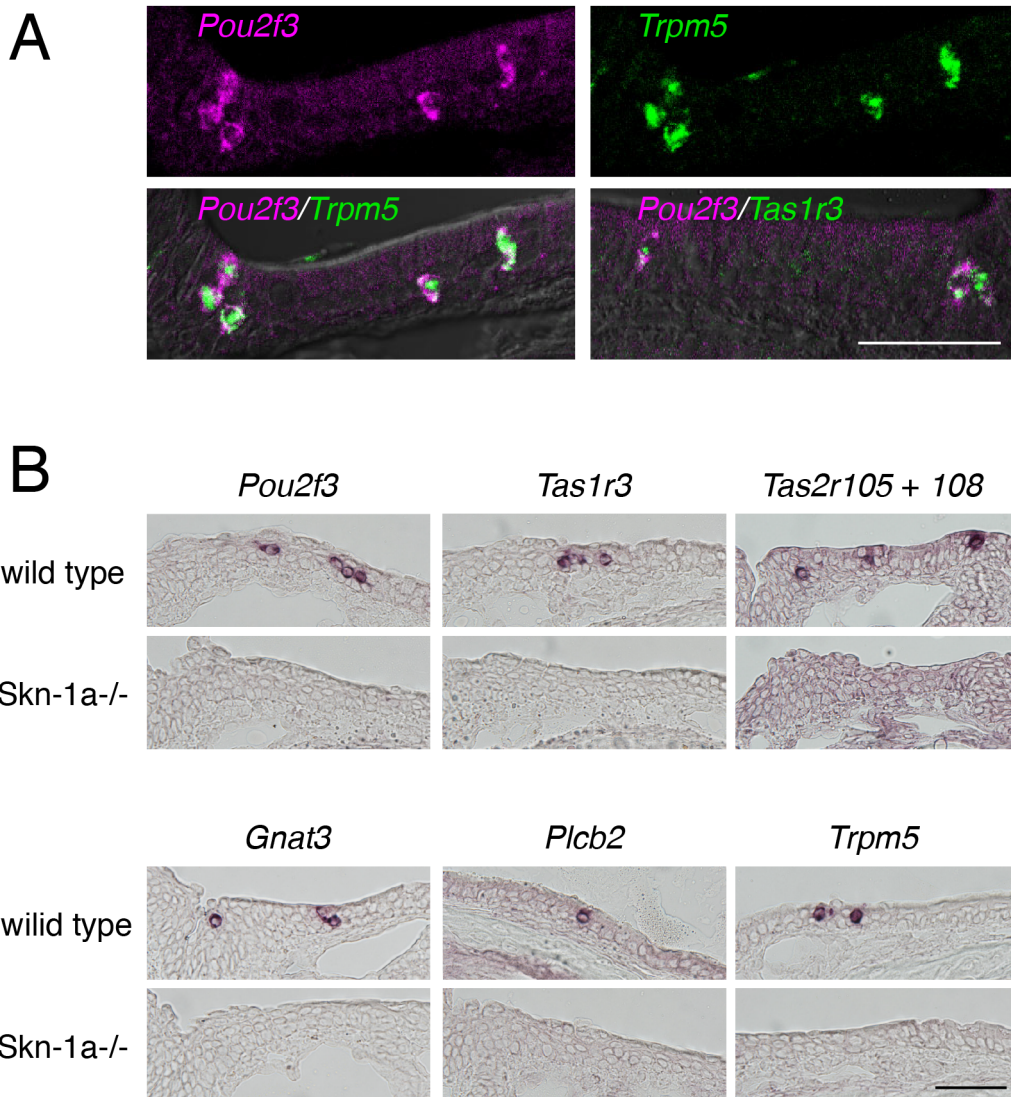 A
Pou2f3
Trpm5
Pou2f3/Trpm5
Pou2f3/Tas1r3
B
Pou2f3
Tas1r3
Tas2r105 + 108
wild type
Skn-1a-/-
Gnat3
Plcb2
Trpm5
wilid type
Skn-1a-/-